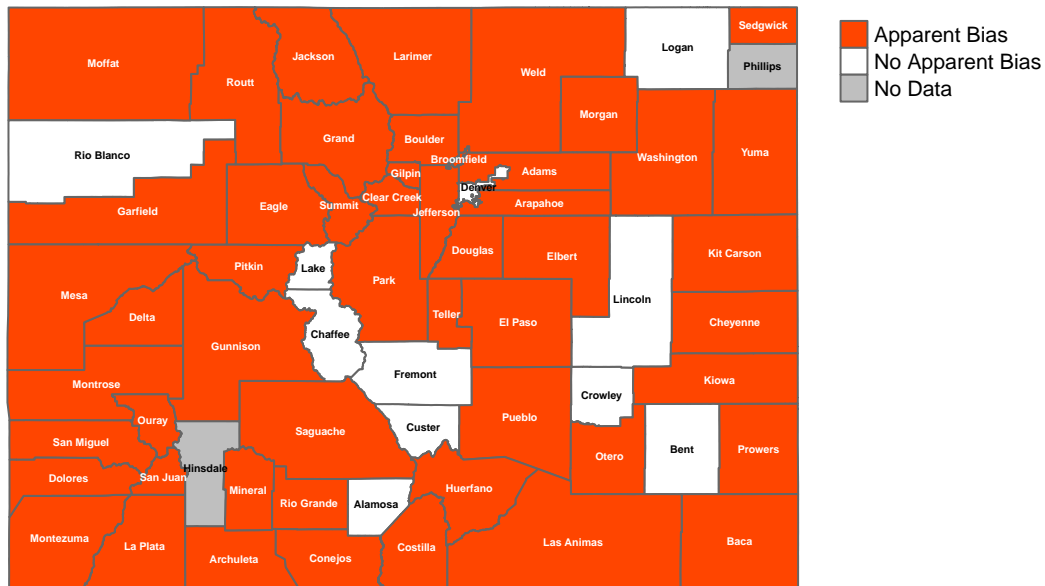 Sedgwick
Apparent Bias
Logan
Jackson
Larimer
Moffat
No Apparent Bias
Phillips
Weld
Routt
No Data
Morgan
Grand
Boulder
Yuma
Rio Blanco
Washington
Broomfield
Gilpin
Adams
Denver
Clear Creek
Summit
Eagle
Arapahoe
Garfield
Jefferson
Douglas
Kit Carson
Elbert
Pitkin
Lake
Park
Mesa
Lincoln
Teller
Delta
El Paso
Cheyenne
Chaffee
Gunnison
Fremont
Montrose
Kiowa
Crowley
Pueblo
Ouray
Custer
Saguache
San Miguel
Bent
Prowers
Otero
Hinsdale
Dolores
San Juan
Mineral
Huerfano
Rio Grande
Alamosa
Montezuma
La Plata
Costilla
Las Animas
Baca
Archuleta
Conejos